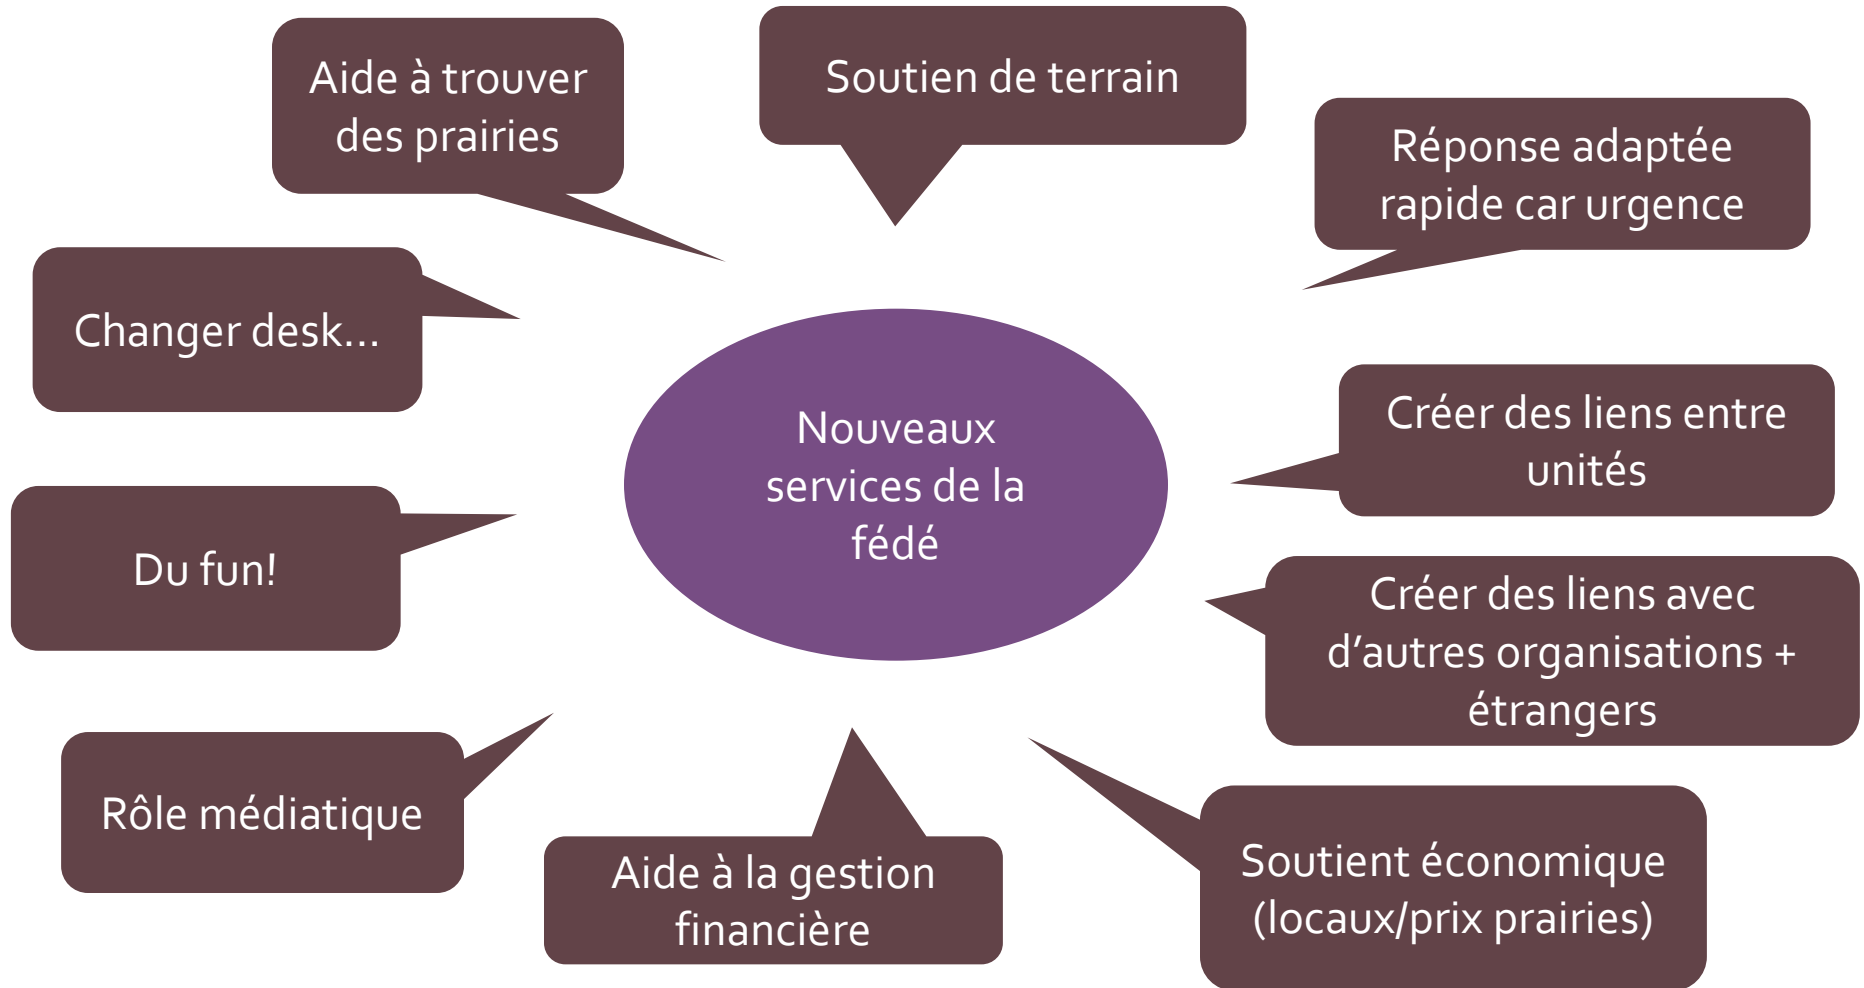 Aide à trouver
des prairies
Soutien de terrain
Réponse adaptée
rapide car urgence
Changer desk...
Créer des liens entre
unités
Nouveaux
services de la
fédé
Du fun!
Créer des liens avec
d'autres organisations +
étrangers
Rôle médiatique
Aide à la gestion
financière
Soutient économique
(locaux/prix prairies)